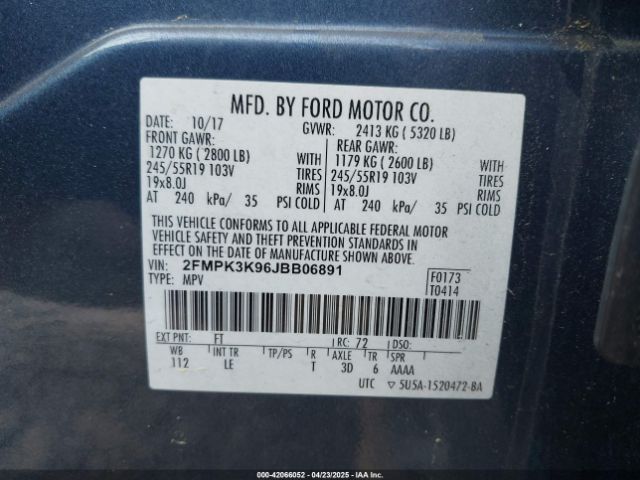 MFD. BY FORD MOTOR CO.
DATE: 10/17 GVWR: 2413 KG ( 5320 LB)
FRONT GAWR: REAR GAWR:
1270 KG ( 2800 LB) WITH 1179 KG ( 2600 LB) WITH
245/55R19 103V TIRES 245/55R19 103V TIRES
19x8.0J RIMS 19x8.0J RIMS
AT 240 kPa/ 35 PSI COLD AT 240 kPa/ 35 PSI COLD
THIS VEHICLE CONFORMS TO ALL APPLICABLE FEDERAL MOTOR
VEHICLE SAFETY AND THEFT PREVENTION STANDARDS IN
EFFECT ON THE DATE OF MANUFACTURE SHOWN ABOVE.
VIN: 2FMPK3K96JBB06891
TYPE: MPV
F0173
T0414
EXT PNT: FT RC: 72 DSO:
WB INT TR TP/PS R AXLE TR SPR
112 LE T 3D 6 AAAA
UTC ▽ 5U5A-1520472-BA
© IAA Holdings, LLC - #000-42066052 - 04/23/2025 - IAAI.com